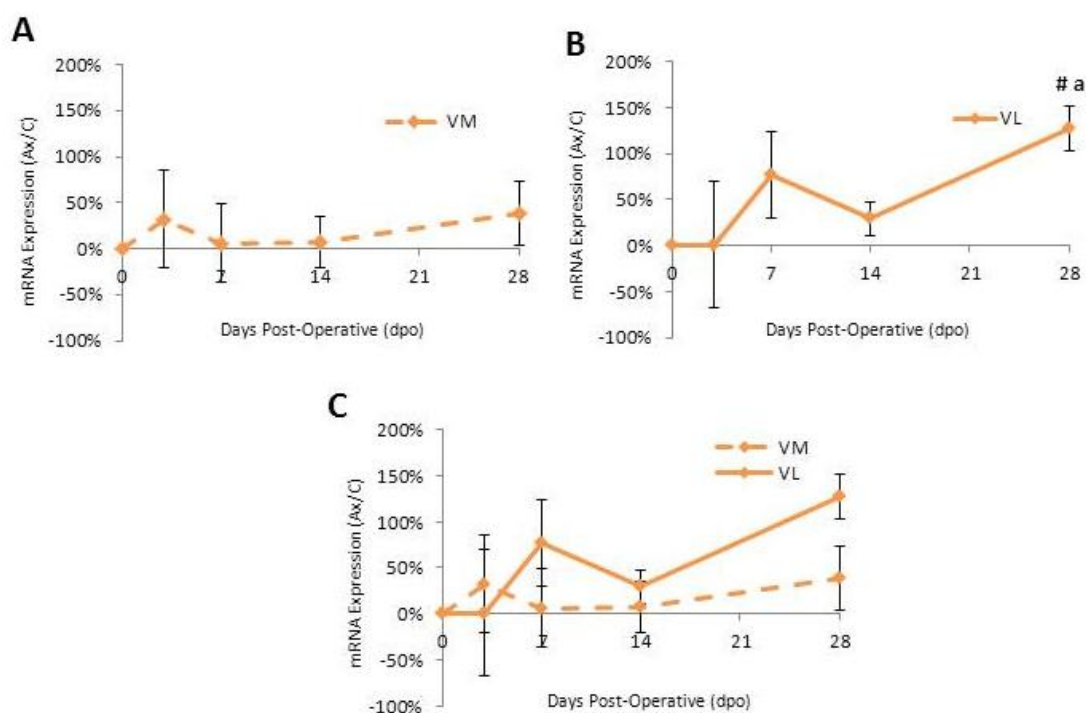 A
200%
150%
100%
50%
0%
-50%
-100%
mRNA Expression (Ax/C)
VM
0 7 14 21 28
Days Post-Operative (dpo)
B
200%
150%
100%
50%
0%
-50%
-100%
mRNA Expression (Ax/C)
# a
VL
0 7 14 21 28
Days Post-Operative (dpo)
C
200%
150%
100%
50%
0%
-50%
-100%
mRNA Expression (Ax/C)
VM
VL
0 7 14 21 28
Days Post-Operative (dpo)